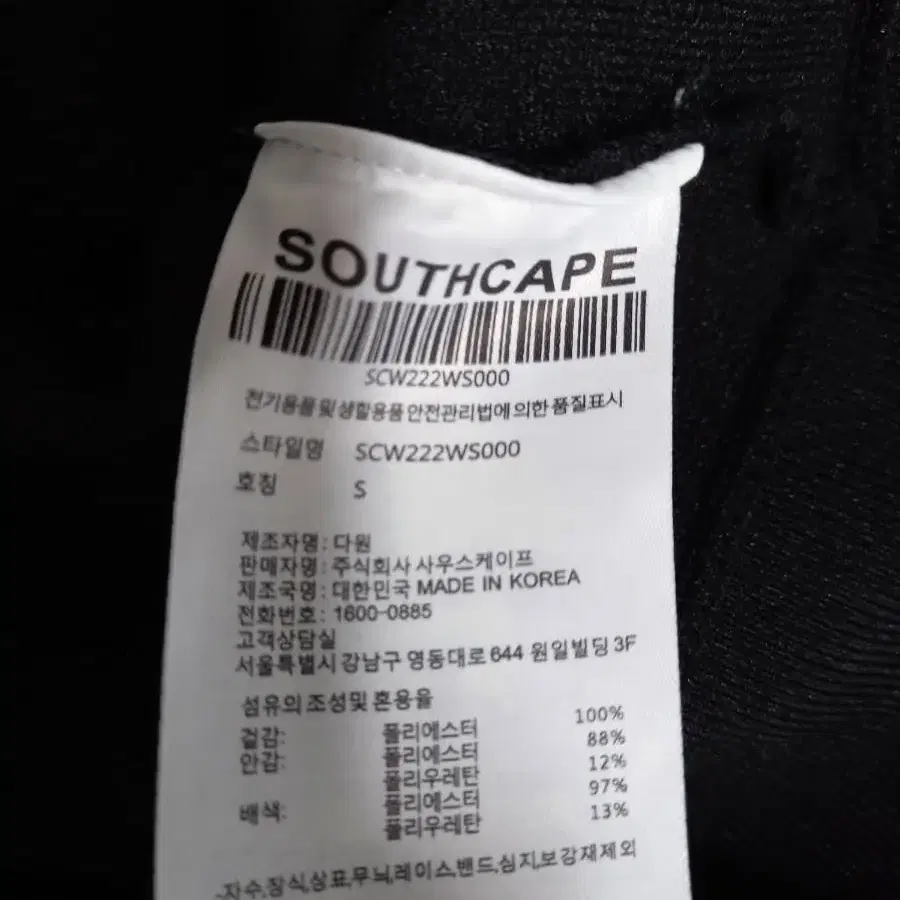 SOUTHCAPE
SCW222WS000
전기용품 및 생활용품 안전관리법에 의한 품질표시
스타일명 SCW222WS000
호칭 S
제조자명 : 다원
판매자명 : 주식회사 사우스케이프
제조국명 : 대한민국 MADE IN KOREA
전화번호 : 1600-0885
고객상담실
서울특별시 강남구 영동대로 644 원일빌딩 3F
섬유의 조성및 혼용율
겉감: 폴리에스터 100%
안감: 폴리에스터 88%
폴리우레탄 12%
배색: 폴리에스터 97%
폴리우레탄 13%
자수,장식,상표,무늬,레이스,밴드,심지,보강재제외